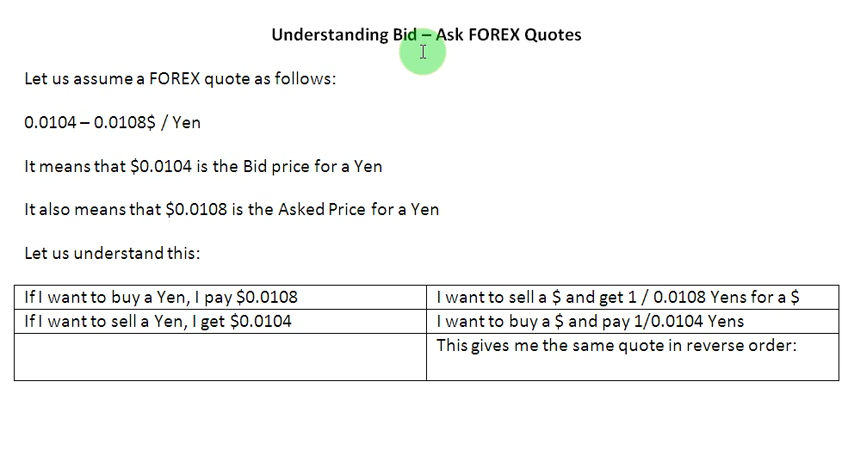 Understanding Bid – Ask FOREX Quotes
Let us assume a FOREX quote as follows:
0.0104 – 0.0108$ / Yen
It means that $0.0104 is the Bid price for a Yen
It also means that $0.0108 is the Asked Price for a Yen
Let us understand this:
If I want to buy a Yen, I pay $0.0108
I want to sell a $ and get 1 / 0.0108 Yens for a $
If I want to sell a Yen, I get $0.0104
I want to buy a $ and pay 1/0.0104 Yens
This gives me the same quote in reverse order: